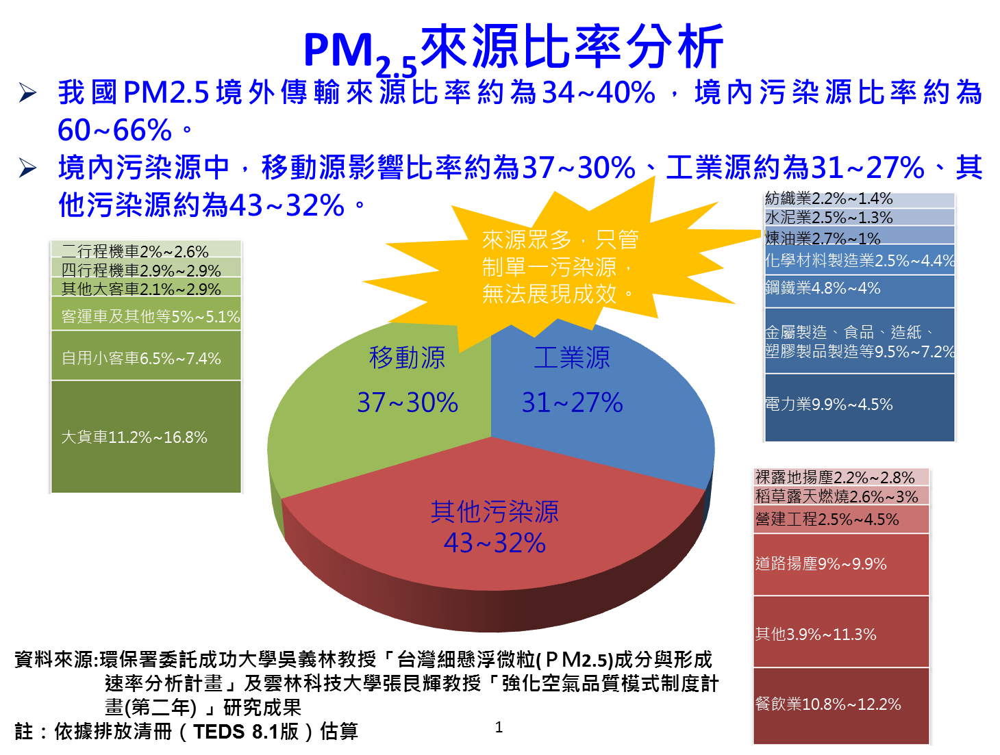 PM2.5來源比率分析
➢ 我國PM2.5境外傳輸來源比率約為34~40%，境內污染源比率約為
60~66%。
➢ 境內污染源中，移動源影響比率約為37~30%、工業源約為31~27%、其
他污染源約為43~32%。
來源眾多，只管
制單一污染源，
無法展現成效。
二行程機車2%~2.6%
四行程機車2.9%~2.9%
其他大客車2.1%~2.9%
客運車及其他等5%~5.1%
自用小客車6.5%~7.4%
大貨車11.2%~16.8%
移動源
37~30%
工業源
31~27%
其他污染源
43~32%
紡織業2.2%~1.4%
水泥業2.5%~1.3%
煉油業2.7%~1%
化學材料製造業2.5%~4.4%
鋼鐵業4.8%~4%
金屬製造、食品、造紙、
塑膠製品製造等9.5%~7.2%
電力業9.9%~4.5%
裸露地揚塵2.2%~2.8%
稻草露天燃燒2.6%~3%
營建工程2.5%~4.5%
道路揚塵9%~9.9%
其他3.9%~11.3%
餐飲業10.8%~12.2%
資料來源:環保署委託成功大學吳義林教授「台灣細懸浮微粒(ＰＭ2.5)成分與形成
速率分析計畫」及雲林科技大學張艮輝教授「強化空氣品質模式制度計
畫(第二年) 」研究成果
註：依據排放清冊（TEDS 8.1版）估算
1